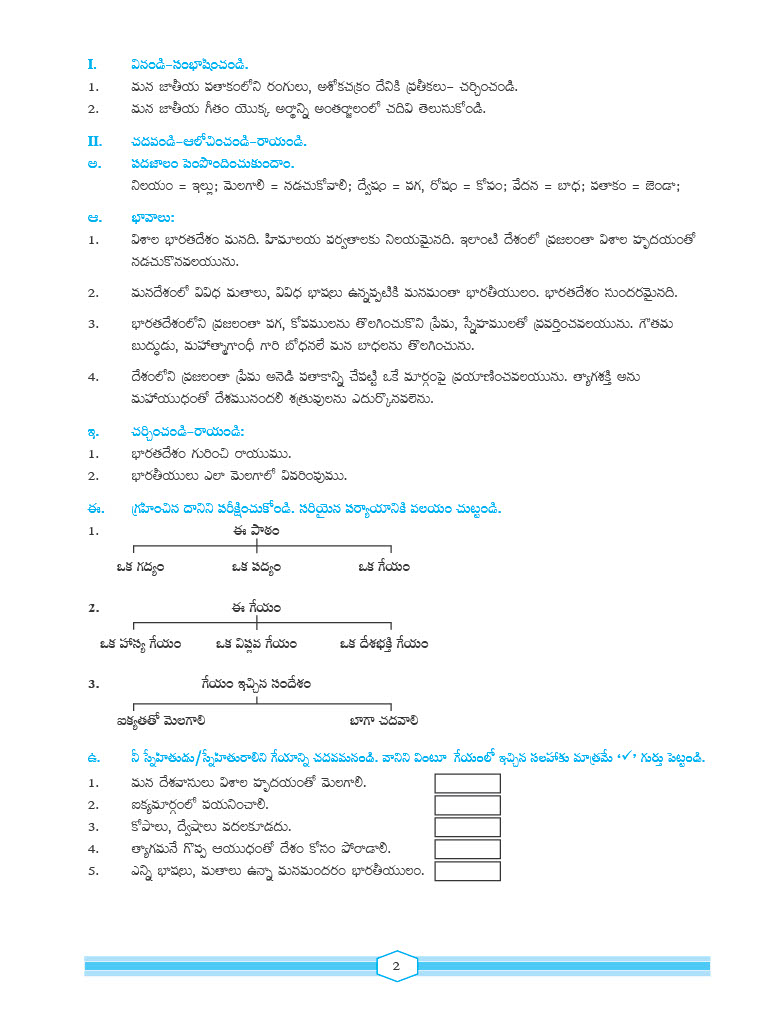 I. వినండి–సంభాషించండి.
1. మన జాతీయ పతాకంలోని రంగులు, అశోకచక్రం దేనికి ప్రతీకలు– చర్చించండి.
2. మన జాతీయ గీతం యొక్క అర్థాన్ని అంతర్జాలంలో చదివి తెలుసుకోండి.
II. చదవండి–ఆలోచించండి–రాయండి.
అ. పదజాలం పెంపొందించుకుందాం.
నిలయం = ఇల్లు; మెలగాలి = నడచుకోవాలి; ద్వేషం = పగ, రోషం = కోపం; వేదన = బాధ; పతాకం = జెండా;
ఆ. భావాలు:
1. విశాల భారతదేశం మనది. హిమాలయ పర్వతాలకు నిలయమైనది. ఇలాంటి దేశంలో ప్రజలంతా విశాల హృదయంతో
నడచుకొనవలయును.
2. మనదేశంలో వివిధ మతాలు, వివిధ భాషలు ఉన్నప్పటికి మనమంతా భారతీయులం. భారతదేశం సుందరమైనది.
3. భారతదేశంలోని ప్రజలంతా పగ, కోపములను తొలగించుకొని ప్రేమ, స్నేహములతో ప్రవర్తించవలయును. గౌతమ
బుద్ధుడు, మహాత్మాగాంధీ గారి బోధనలే మన బాధలను తొలగించును.
4. దేశంలోని ప్రజలంతా ప్రేమ అనెడి పతాకాన్ని చేపట్టి ఒకే మార్గంపై ప్రయాణించవలయును. త్యాగశక్తి అను
మహాయుధంతో దేశమునందలి శత్రువులను ఎదుర్కొనవలెను.
ఇ. చర్చించండి–రాయండి:
1. భారతదేశం గురించి రాయుము.
2. భారతీయులు ఎలా మెలగాలో వివరింపుము.
ఈ. గ్రహించిన దానిని పరీక్షించుకోండి. సరియైన పర్యాయానికి వలయం చుట్టండి.
1. ఈ పాఠం
ఒక గద్యం ఒక పద్యం ఒక గేయం
2. ఈ గేయం
ఒక హాస్య గేయం ఒక విప్లవ గేయం ఒక దేశభక్తి గేయం
3. గేయం ఇచ్చిన సందేశం
ఐక్యతతో మెలగాలి బాగా చదవాలి
ఉ. నీ స్నేహితుడు/స్నేహితురాలిని గేయాన్ని చదవమనండి. వానిని వింటూ గేయంలో ఇచ్చిన సలహాకు మాత్రమే ‘✓’ గుర్తు పెట్టండి.
1. మన దేశవాసులు విశాల హృదయంతో మెలగాలి.
2. ఐక్యమార్గంలో పయనించాలి.
3. కోపాలు, ద్వేషాలు వదలకూడదు.
4. త్యాగమనే గొప్ప ఆయుధంతో దేశం కోసం పోరాడాలి.
5. ఎన్ని భాషలు, మతాలు ఉన్నా మనమందరం భారతీయులం.
2